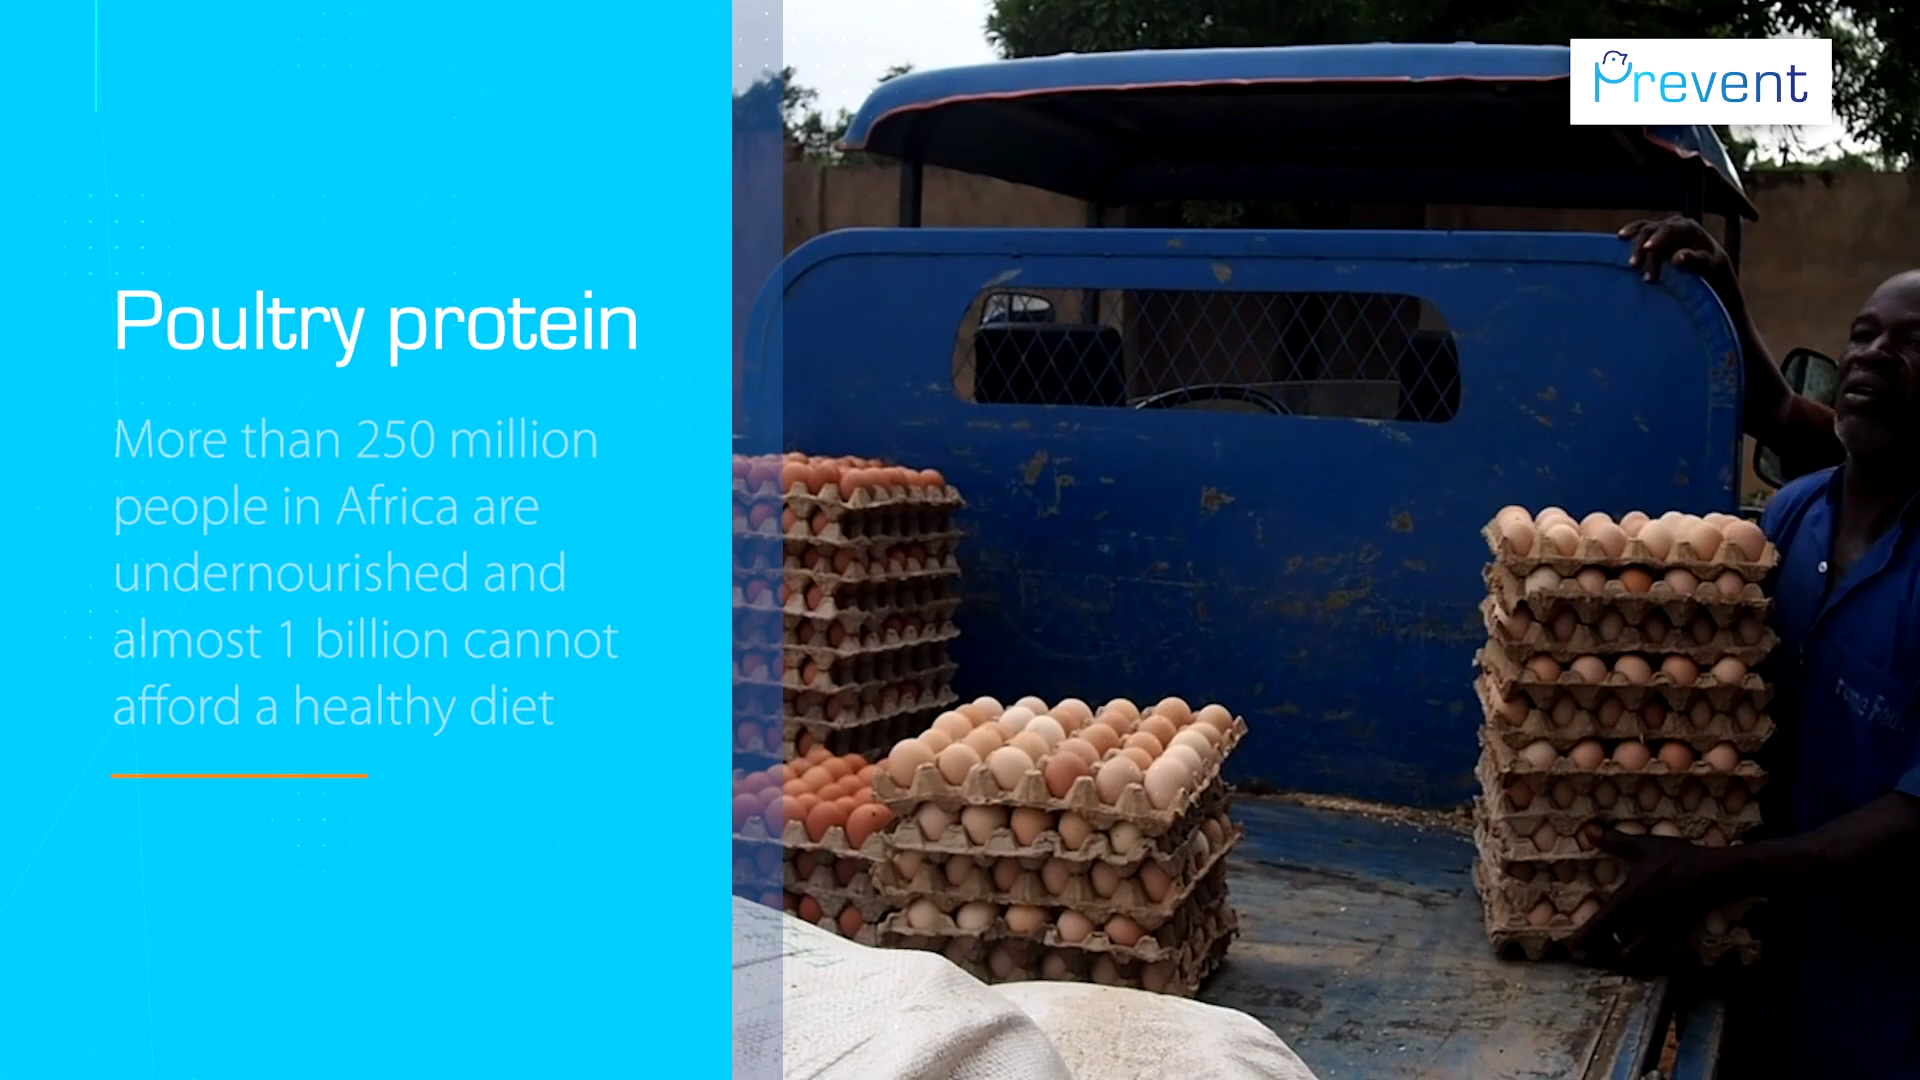 Prevent
Poultry protein
More than 250 million
people in Africa are
undernourished and
almost 1 billion cannot
afford a healthy diet